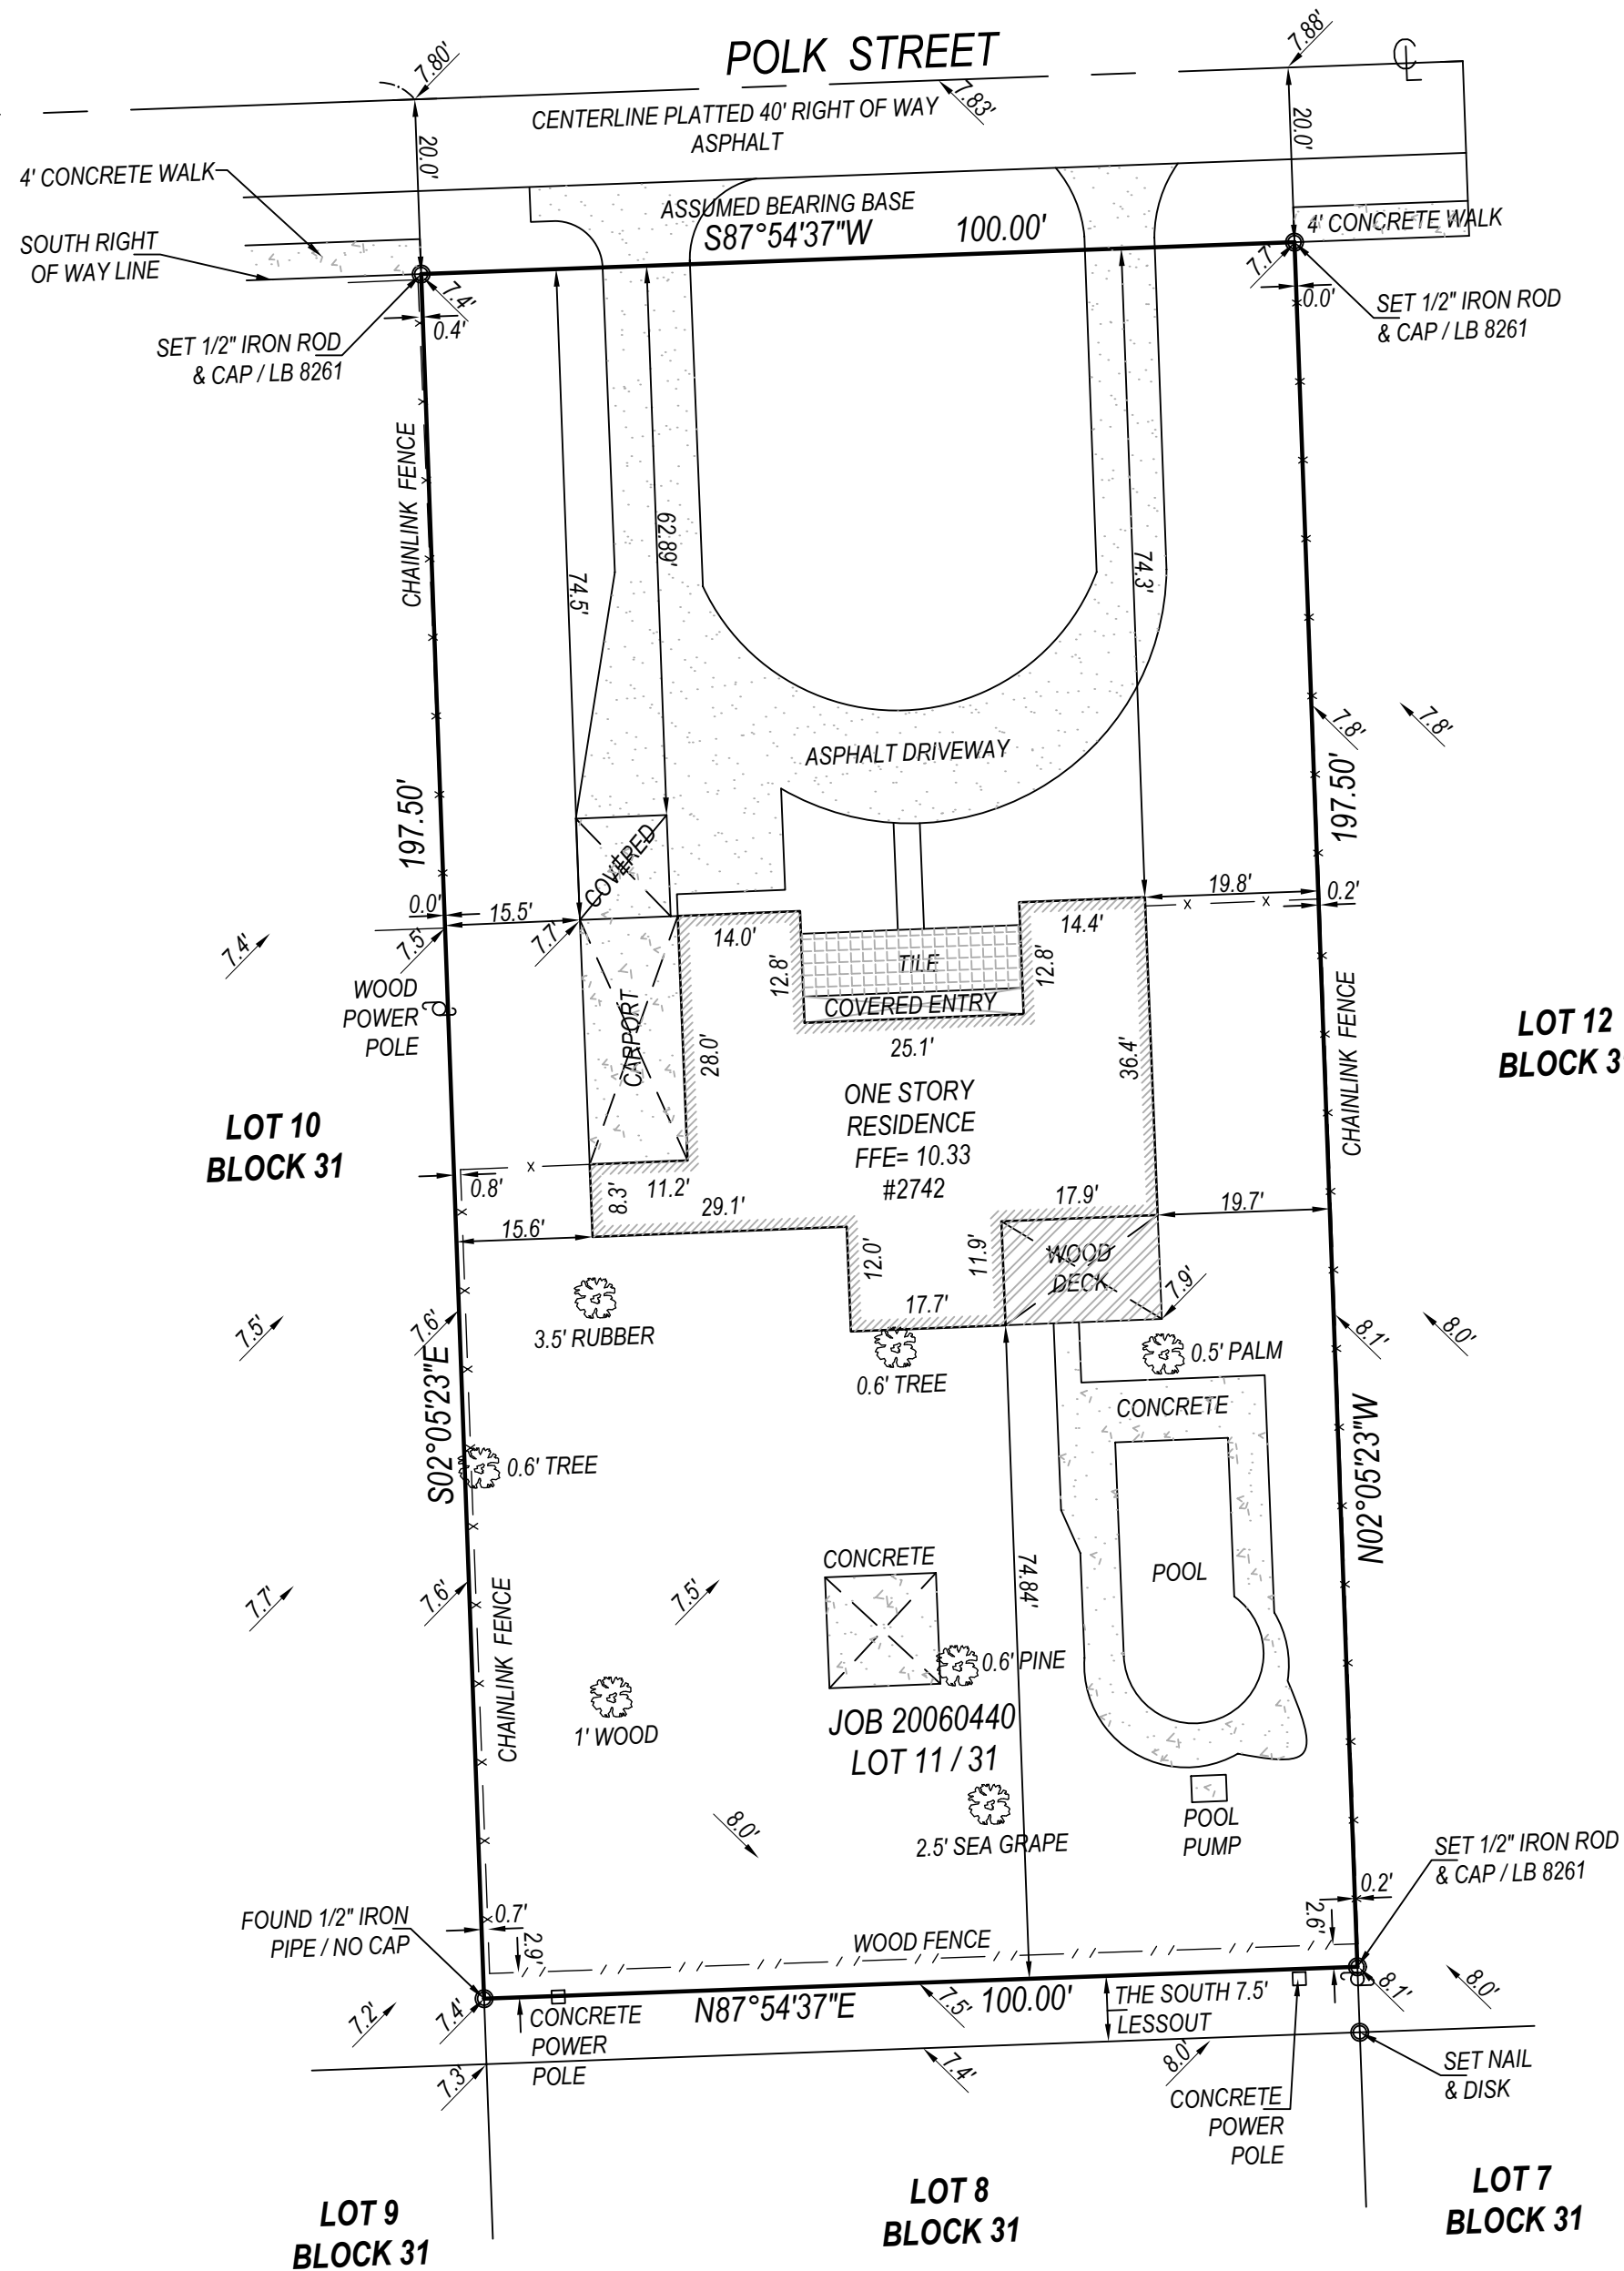 POLK STREET
7.80'
7.88'
7.83'
CENTERLINE PLATTED 40' RIGHT OF WAY
ASPHALT
20.0'
20.0'
4' CONCRETE WALK
ASSUMED BEARING BASE
S87°54'37"W 100.00'
4' CONCRETE WALK
SOUTH RIGHT
OF WAY LINE
7.4'
0.4'
7.7'
0.0'
SET 1/2" IRON ROD
& CAP / LB 8261
SET 1/2" IRON ROD
& CAP / LB 8261
CHAINLINK FENCE
74.5'
62.89'
74.3'
ASPHALT DRIVEWAY
7.8'
7.8'
197.50'
197.50'
COVERED
0.0'
15.5'
19.8'
0.2'
7.4'
7.5'
7.7'
14.0'
14.4'
12.8'
TILE
12.8'
COVERED ENTRY
WOOD
POWER
POLE
CARPORT
28.0'
25.1'
36.4'
CHAINLINK FENCE
LOT 12
BLOCK 3
ONE STORY
RESIDENCE
FFE= 10.33
#2742
LOT 10
BLOCK 31
0.8'
8.3'
11.2'
29.1'
17.9'
19.7'
15.6'
12.0'
11.9'
WOOD
DECK
7.9'
17.7'
3.5' RUBBER
7.5'
7.6'
8.1'
8.0'
0.6' TREE
0.5' PALM
S02°05'23"E
CONCRETE
N02°05'23"W
0.6' TREE
CONCRETE
POOL
7.7'
7.6'
7.5'
74.84'
CHAINLINK FENCE
0.6' PINE
1' WOOD
JOB 20060440
LOT 11 / 31
2.5' SEA GRAPE
8.0'
POOL
PUMP
SET 1/2" IRON ROD
& CAP / LB 8261
0.2'
FOUND 1/2" IRON
PIPE / NO CAP
0.7'
2.9'
WOOD FENCE
2.6'
7.2'
7.4'
CONCRETE
POWER
POLE
N87°54'37"E
7.5'
100.00'
THE SOUTH 7.5'
LESSOUT
8.1'
8.0'
7.3'
7.4'
8.0'
SET NAIL
& DISK
CONCRETE
POWER
POLE
LOT 9
BLOCK 31
LOT 8
BLOCK 31
LOT 7
BLOCK 31